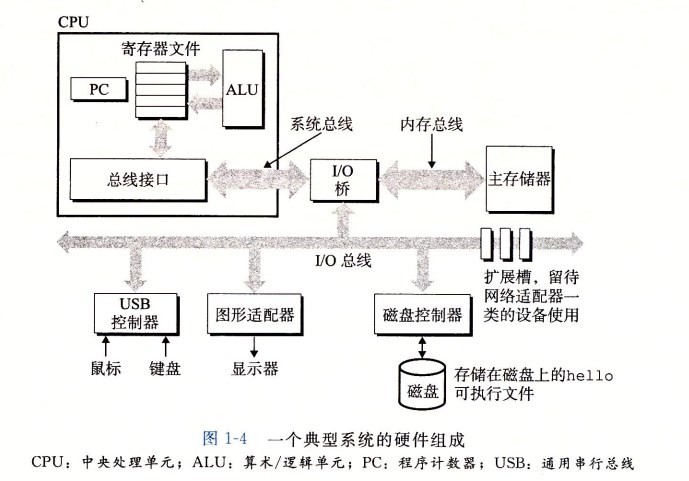 CPU
寄存器文件
PC
ALU
系统总线
内存总线
总线接口
I/O
桥
主存储器
I/O 总线
扩展槽，留待
网络适配器一
类的设备使用
USB
控制器
图形适配器
磁盘控制器
鼠标
键盘
显示器
磁盘
存储在磁盘上的hello
可执行文件
图 1-4 一个典型系统的硬件组成
CPU：中央处理单元；ALU：算术/逻辑单元；PC：程序计数器；USB：通用串行总线